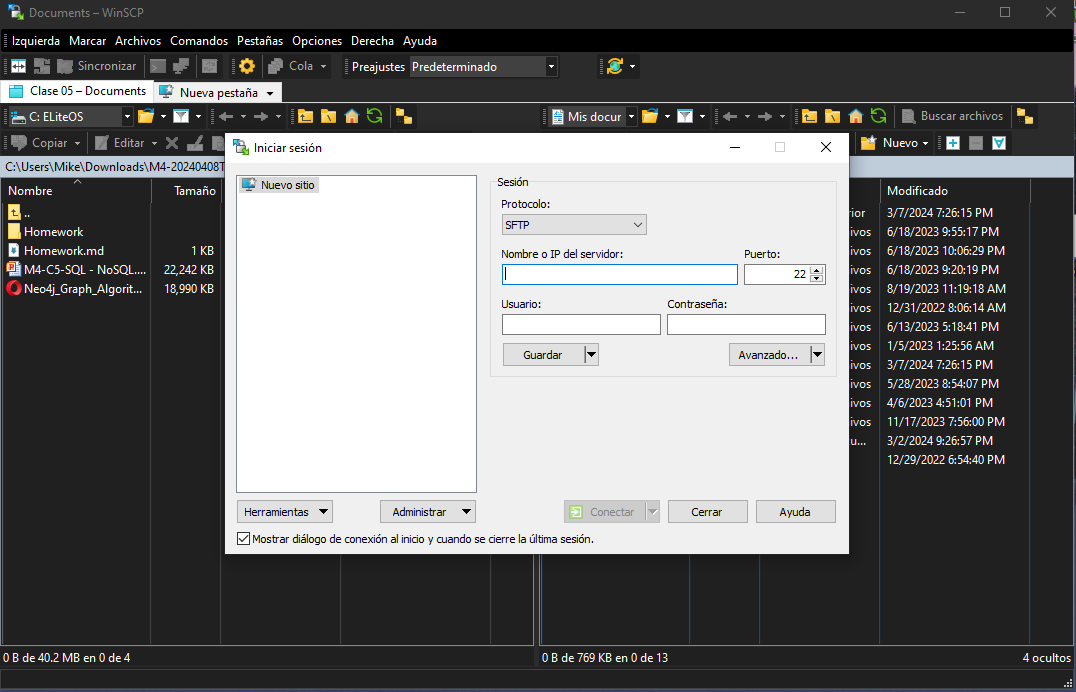 Documents – WinSCP
Izquierda Marcar Archivos Comandos Pestañas Opciones Derecha Ayuda
Sincronizar Cola Preajustes Predeterminado
Clase 05 – Documents Nueva pestaña
C: ELiteOS Mis docur Buscar archivos
Copiar Editar Nuevo
C:\Users\Mike\Downloads\M4-20240408T
Nombre Tamaño
..
Homework
Homework.md 1 KB
M4-C5-SQL - NoSQL.... 22,242 KB
Neo4j_Graph_Algorit... 18,990 KB
Iniciar sesión
Nuevo sitio
Sesión
Protocolo:
SFTP
Nombre o IP del servidor: Puerto:
22
Usuario: Contraseña:
Guardar Avanzado...
Herramientas Administrar Conectar Cerrar Ayuda
Mostrar diálogo de conexión al inicio y cuando se cierre la última sesión.
Modificado
rior 3/7/2024 7:26:15 PM
ivos 6/18/2023 9:55:17 PM
ivos 6/18/2023 10:06:29 PM
ivos 6/18/2023 9:20:19 PM
ivos 8/19/2023 11:19:18 AM
ivos 12/31/2022 8:06:14 AM
ivos 6/13/2023 5:18:41 PM
ivos 1/5/2023 1:25:56 AM
ivos 3/7/2024 7:26:15 PM
ivos 5/28/2023 8:54:07 PM
ivos 4/6/2023 4:51:01 PM
ivos 11/17/2023 7:56:00 PM
u... 3/2/2024 9:26:57 PM
12/29/2022 6:54:40 PM
0 B de 40.2 MB en 0 de 4
0 B de 769 KB en 0 de 13 4 ocultos